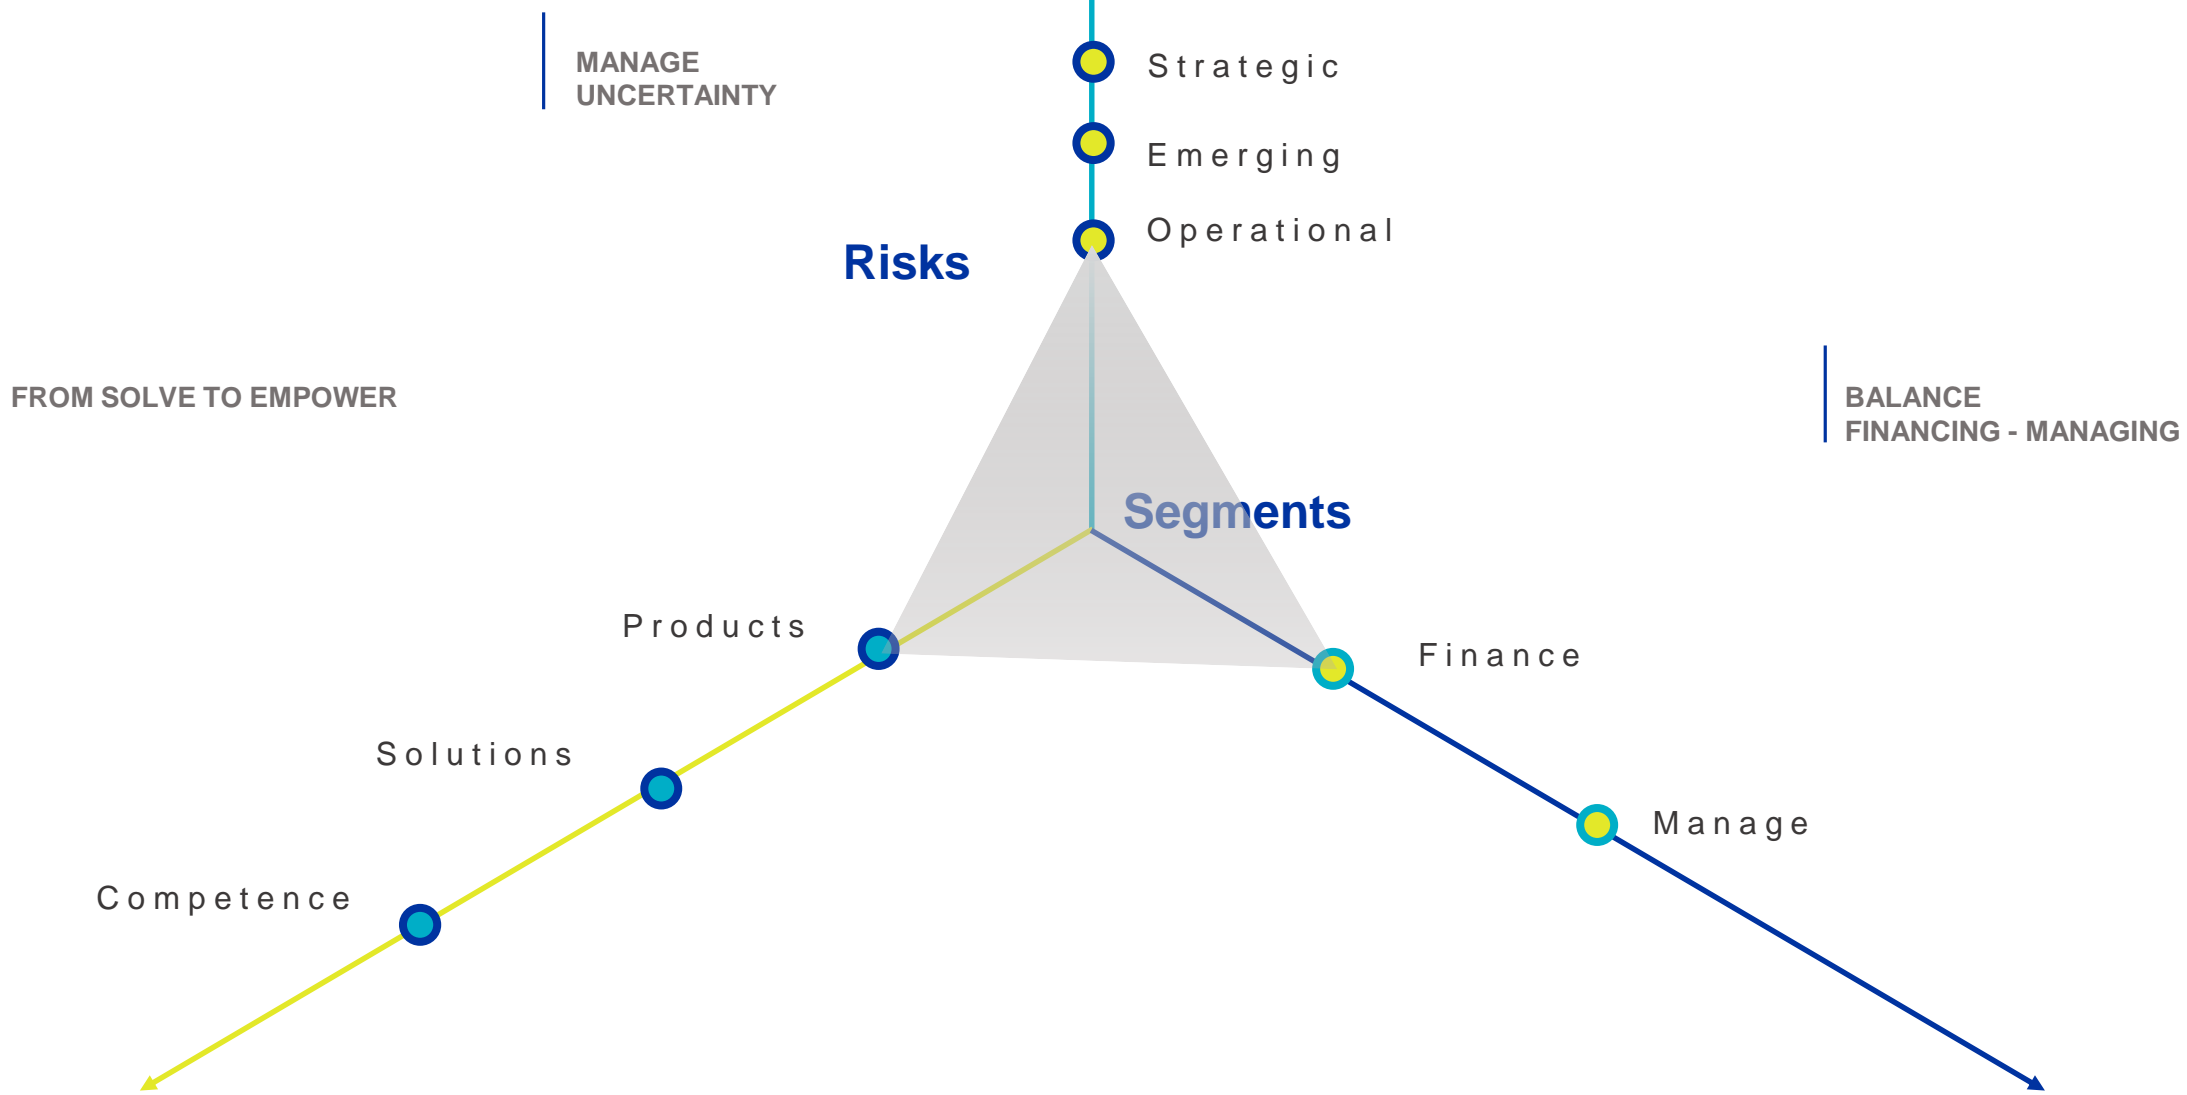 MANAGE
UNCERTAINTY
Strategic
Emerging
Operational
Risks
FROM SOLVE TO EMPOWER
BALANCE
FINANCING - MANAGING
Segments
Products
Finance
Solutions
Manage
Competence